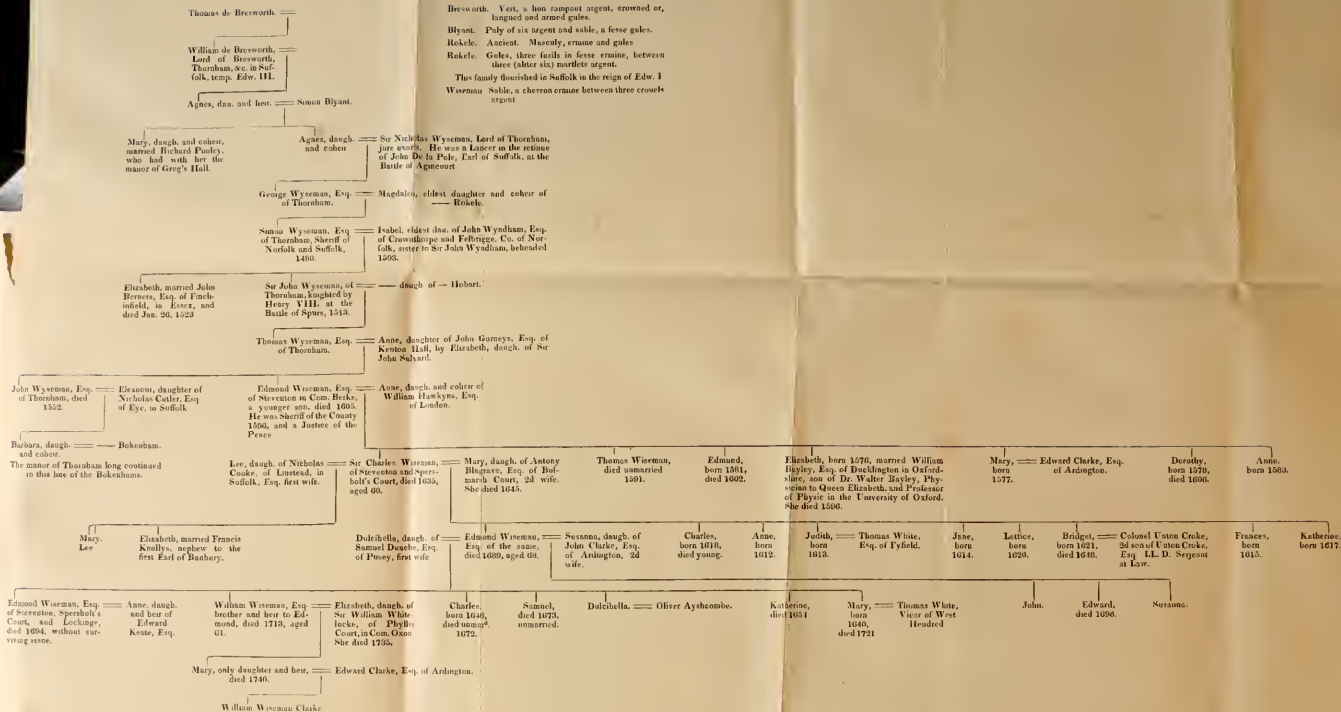 Thomas de Bresworth.
Bresworth. Vert, a lion rampant argent, crowned or,
langued and armed gules.
Blyant. Paly of six argent and sable, a fesse gules.
Rokele. Ancient. Masculy, ermine and gules
Rokele. Gules, three fusils in fesse ermine, between
three (aliter six) martlets argent.
This family flourished in Suffolk in the reign of Edw. I
Wiseman Sable, a chevron ermine between three
argent
William de Bresworth,
Lord of Bresworth,
Thornham, &c. in Suf-
folk, temp. Edw. III.
Agnes, dau. and heir. Simon Blyant.
Mary, daugh. and coheir,
married Richard Pooley,
who had with her the
manor of Greg's Hall.
Agnes, daugh.
and coheir
Sir Nicholas Wyseman, Lord of Thornham,
jure uxoris. He was a Lancer in the retinue
of John De la Pole, Earl of Suffolk, at the
Battle of Agincourt
George Wyseman, Esq.
of Thornham.
Magdalen, eldest daughter and coheir of
—— Rokele.
Simon Wyseman, Esq
of Thornham, Sheriff of
Norfolk and Suffolk,
1490.
Isabel, eldest dau. of John Wyndham, Esq.
of Crownthorpe and Felbrigge, Co. of Nor-
folk, sister to Sir John Wyndham, beheaded
1503.
Elizabeth, married John
Berners, Esq. of Finch-
infield, in Essex, and
died Jan. 26, 1523
Sir John Wyseman, of
Thornham, knighted by
Henry VIII. at the
Battle of Spurs, 1513.
—— daugh of — Hobart.
Thomas Wyseman, Esq.
of Thornham.
Anne, daughter of John Gurneys, Esq. of
Kenton Hall, by Elizabeth, daugh. of Sir
John Sulyard.
John Wyseman, Esq.
of Thornham, died
1552.
Eleanour, daughter of
Nicholas Cutler, Esq
of Eye, in Suffolk
Edmond Wiseman, Esq.
of Steventon in Com. Berks,
a younger son, died 1605.
He was Sheriff of the County
1596, and a Justice of the
Peace
Anne, daugh. and coheir of
William Hawkyns, Esq.
of London.
Barbara, daugh.
and coheir.
—— Bokenham.
The manor of Thornham long continued
in this line of the Bokenhams.
Lee, daugh. of Nicholas
Cooke, of Linstead, in
Suffolk, Esq. first wife.
Sir Charles Wiseman,
of Steventon and Spers-
holt's Court, died 1635,
aged 60.
Mary, daugh. of Antony
Blagrave, Esq. of Bul-
marsh Court, 2d wife.
She died 1645.
Thomas Wiseman,
died unmarried
1591.
Edmund,
born 1581,
died 1602.
Elizabeth, born 1576, married William
Bayley, Esq. of Ducklington in Oxford-
shire, son of Dr. Walter Bayley, Phy-
sician to Queen Elizabeth, and Professor
of Physic in the University of Oxford.
She died 1596.
Mary,
born
1577.
Edward Clarke, Esq.
of Ardington.
Dorothy,
born 1578,
died 1606.
Anne.
born 1583.
Mary.
Lee
Elizabeth, married Francis
Knollys, nephew to the
first Earl of Banbury.
Dulcibella, daugh. of
Samuel Dunche, Esq.
of Pusey, first wife
Edmond Wiseman,
Esq. of the same,
died 1689, aged 68.
Susanna, daugh. of
John Clarke, Esq.
of Ardington, 2d
wife.
Charles,
born 1618,
died young.
Anne,
born
1612.
Judith,
born
1613.
Thomas White,
Esq. of Fyfield.
Jane,
born
1614.
Lettice,
born
1620.
Bridget,
born 1621,
died 1648.
Colonel Unton Croke,
2d son of Unton Croke,
Esq. LL. D. Serjeant
at Law.
Frances,
born
1615.
Katherine,
born 1617.
Edmond Wiseman, Esq.
of Steventon, Spersholt's
Court, and Lockinge,
died 1694, without sur-
viving issue.
Anne, daugh.
and heir of
Edward
Keate, Esq.
William Wiseman, Esq
brother and heir to Ed-
mund, died 1713, aged
61.
Elizabeth, daugh. of
Sir William White-
locke, of Phyllis
Court, in Com. Oxon
She died 1735.
Charles,
born 1646,
died unmard.
1672.
Samuel,
died 1673,
unmarried.
Dulcibella. Oliver Ayshcombe.
Katherine,
died 1654
Mary,
born
1640,
died 1721
Thomas White,
Vicar of West
Hendred
John.
Edward,
died 1698.
Susanna.
Mary, only daughter and heir,
died 1740.
Edward Clarke, Esq. of Ardington.
William Wiseman Clarke